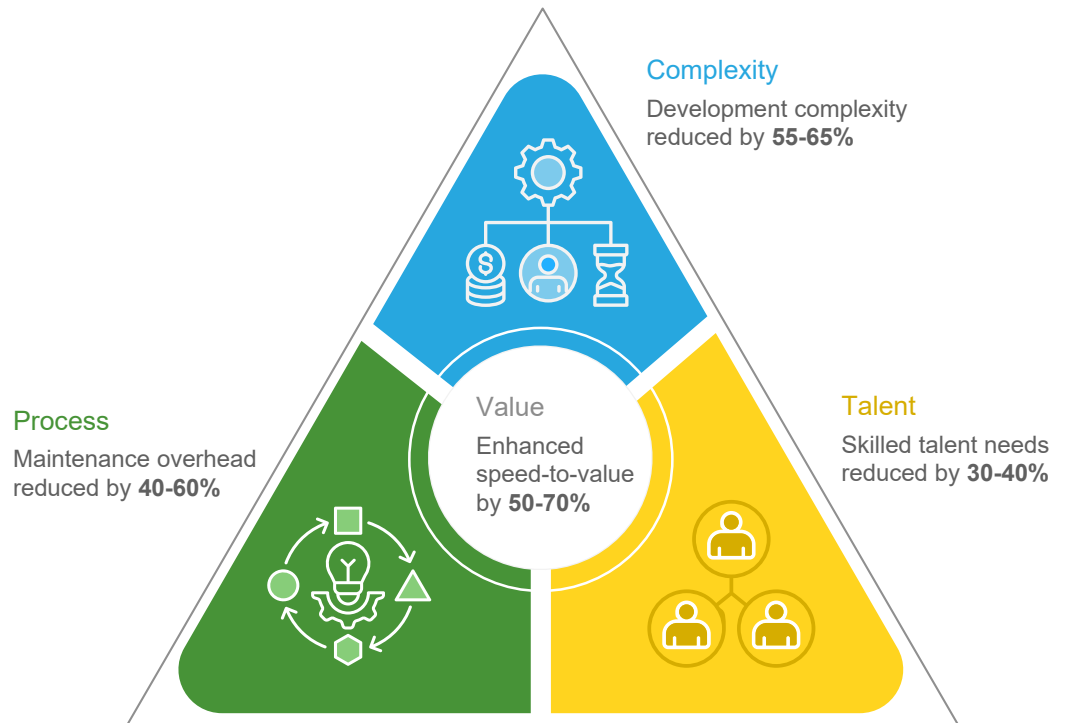 Complexity
Development complexity
reduced by 55-65%
Process
Maintenance overhead
reduced by 40-60%
Value
Enhanced
speed-to-value
by 50-70%
Talent
Skilled talent needs
reduced by 30-40%
$